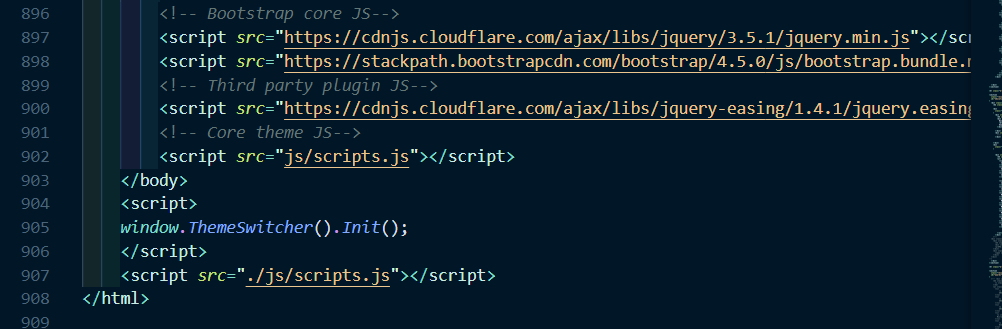 896 <!-- Bootstrap core JS-->
897 <script src="https://cdnjs.cloudflare.com/ajax/libs/jquery/3.5.1/jquery.min.js"></scr
898 <script src="https://stackpath.bootstrapcdn.com/bootstrap/4.5.0/js/bootstrap.bundle.m
899 <!-- Third party plugin JS-->
900 <script src="https://cdnjs.cloudflare.com/ajax/libs/jquery-easing/1.4.1/jquery.easing
901 <!-- Core theme JS-->
902 <script src="js/scripts.js"></script>
903 </body>
904 <script>
905 window.ThemeSwitcher().Init();
906 </script>
907 <script src="./js/scripts.js"></script>
908 </html>
909